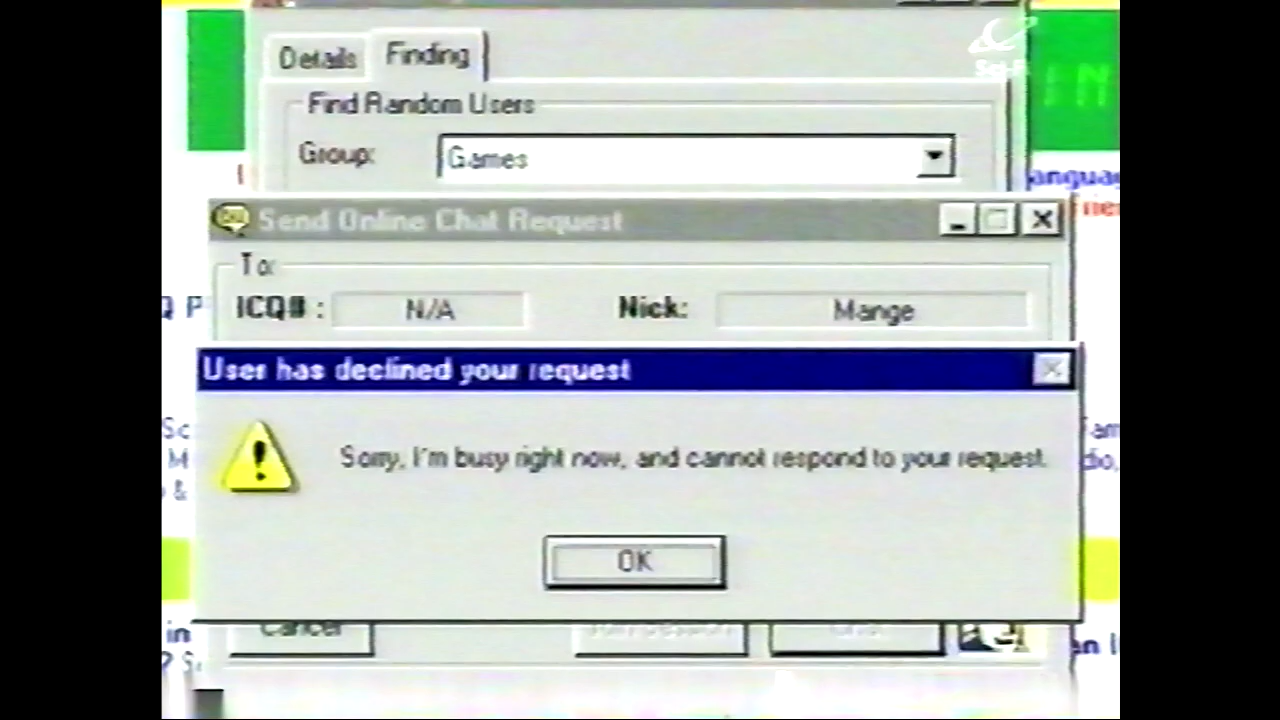 Details Finding
Find Random Users
Group: Games
Send Online Chat Request
To:
ICQ# : N/A Nick: Mange
Q P
User has declined your request
Sorry, I'm busy right now, and cannot respond to your request.
OK
Cancel